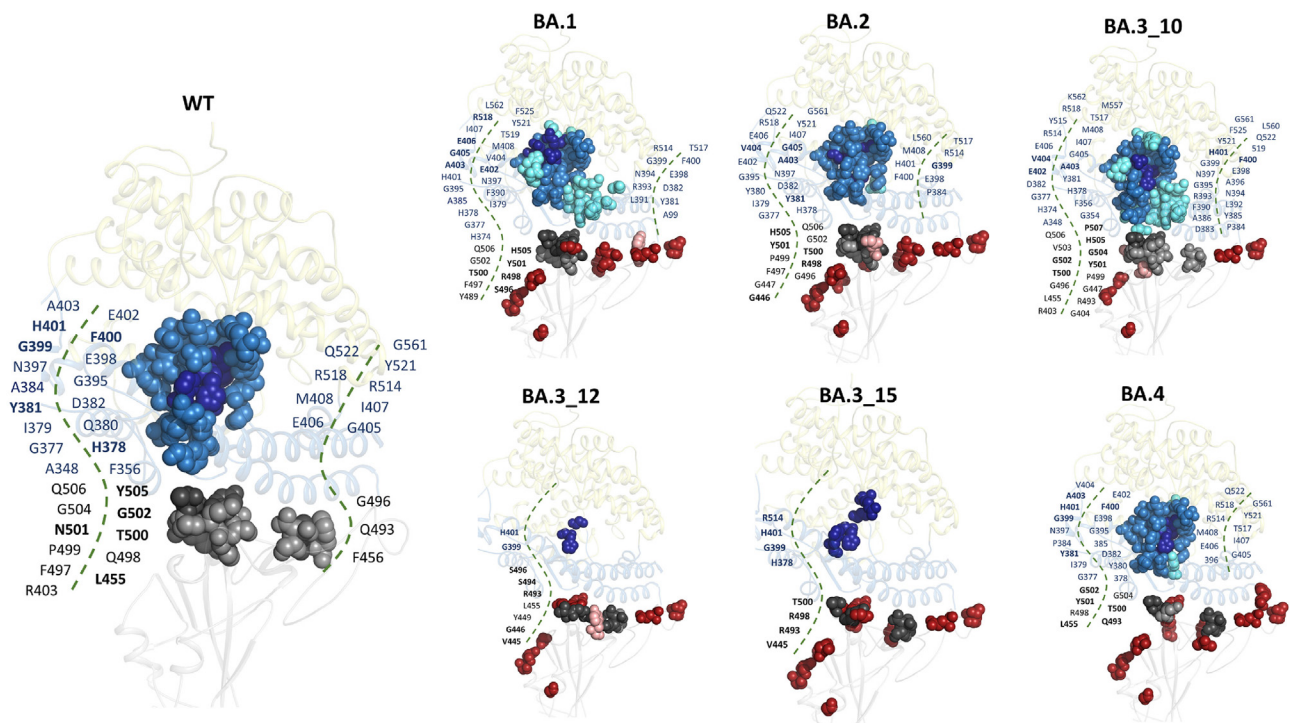 WT
A403
H401
G399
N397
A384
Y381
I379
G377
A348
Q506
G504
N501
P499
F497
R403
E402
F400
E398
G395
D382
Q380
H378
F356
Y505
G502
T500
Q498
L455
Q522
R518
M408
E406
G561
Y521
R514
I407
G405
G496
Q493
F456
BA.1
L562
R518
I407
E406
G405
A403
H401
G395
A385
H378
G377
H374
Q506
G502
T500
F497
Y489
F525
Y521
T519
M408
V404
E402
N397
F390
I379
H505
Y501
R498
S496
R514
G399
N394
R393
L391
T517
F400
E398
D382
Y381
A99
BA.2
Q522
R518
E406
V404
E402
G395
Y380
I379
G377
H505
Y501
P499
F497
G447
G446
G561
Y521
I407
G405
A403
N397
D382
Y381
H378
Q506
G502
T500
R498
G496
L560
M408
H401
F400
T517
R514
G399
E398
P384
BA.3_10
K562
R518
Y515
R514
E406
V404
E402
D382
G377
H374
A348
Q506
V503
G502
T500
G496
L455
R403
M557
T517
M408
I407
G405
A403
Y381
H378
F356
G354
P507
H505
G504
Y501
P499
G447
R493
G404
G561
F525
Y521
H401
G399
N397
G395
R393
F390
A386
D383
L560
Q522
519
F400
E398
A396
N394
L392
Y385
P384
BA.3_12
H401
G399
S496
S494
R493
L455
Y449
G446
V445
BA.3_15
R514
H401
G399
H378
T500
R498
R493
V445
BA.4
V404
A403
H401
G399
N397
P384
Y381
I379
G377
G502
Y501
R498
L455
E402
F400
E398
G395
385
D382
Y380
378
G504
T500
Q493
Q522
R518
R514
M408
E406
396
G561
Y521
T517
I407
G405